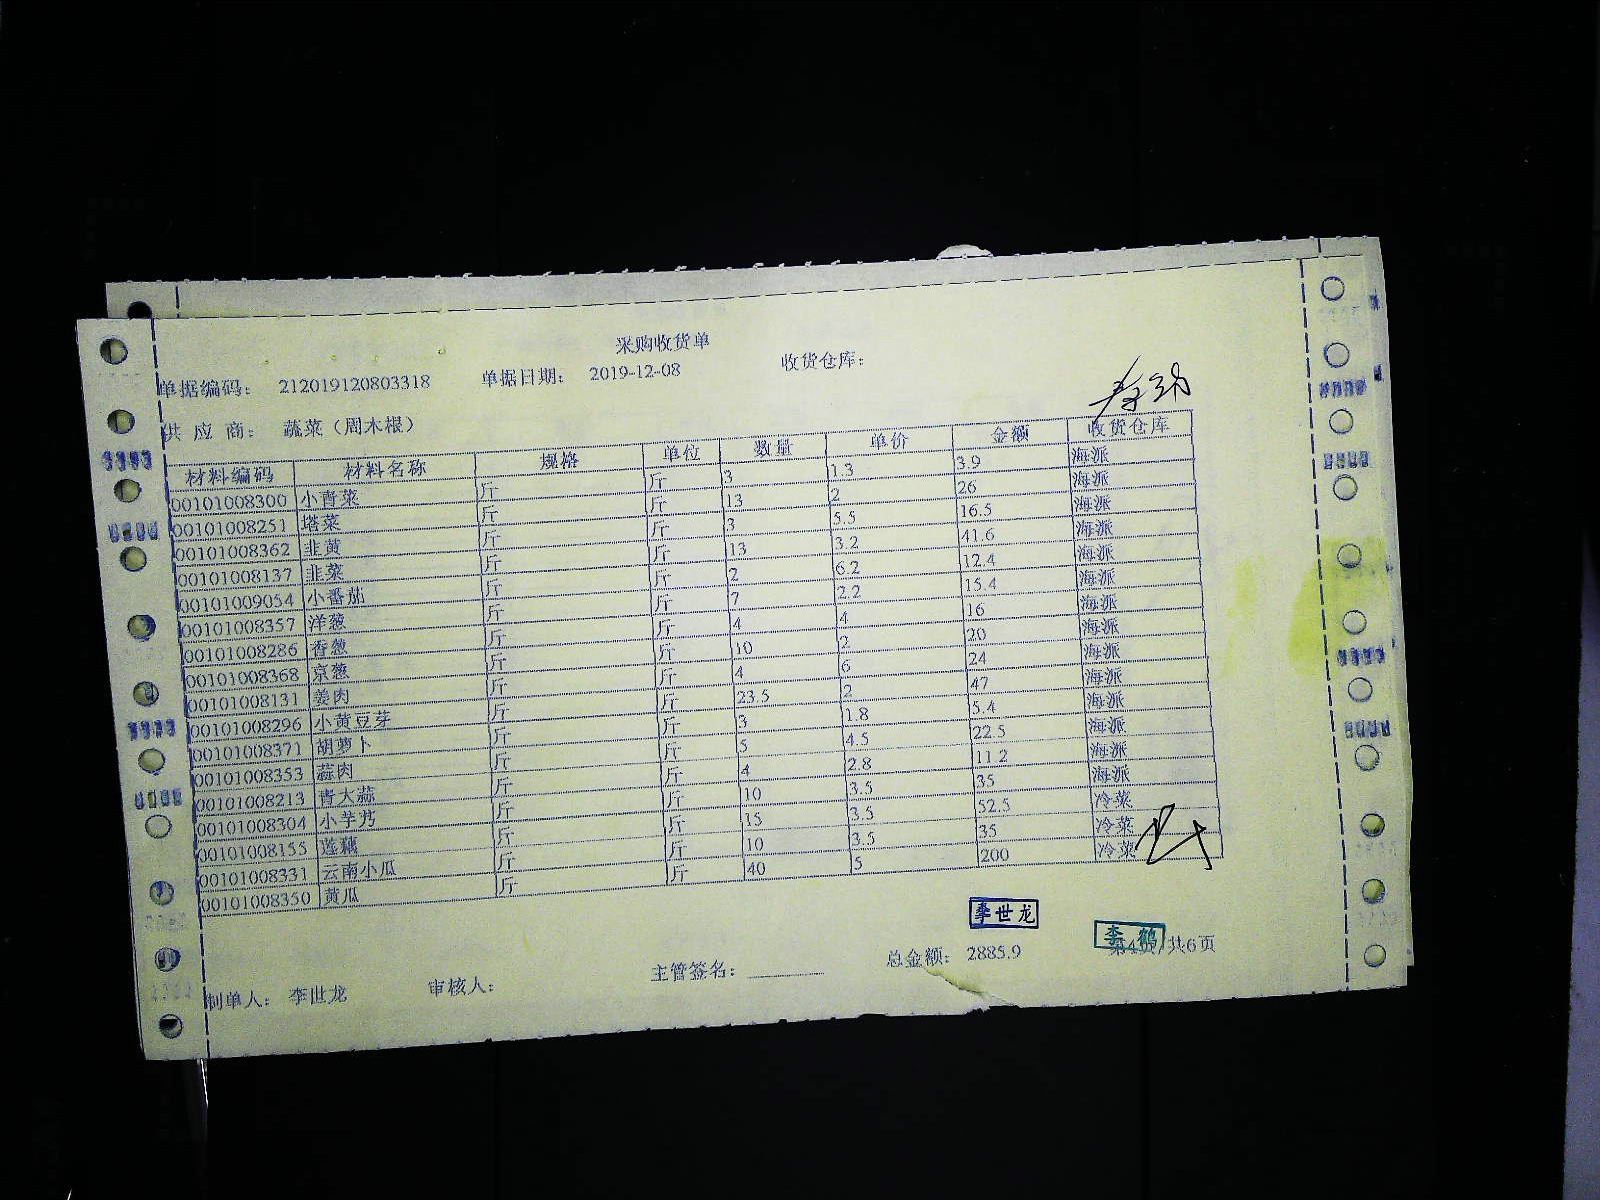 采购收货单
单据编码: 212019120803318 单据日期: 2019-12-08 收货仓库:
供应商: 蔬菜(周木根)
材料编码 材料名称 规格 单位 数量 单价 金额 收货仓库
00101008300 小青菜 斤 斤 3 1.3 3.9 海派
00101008251 塔菜 斤 斤 13 2 26 海派
00101008362 韭黄 斤 斤 3 5.5 16.5 海派
00101008137 韭菜 斤 斤 13 3.2 41.6 海派
00101009054 小番茄 斤 斤 2 6.2 12.4 海派
00101008357 洋葱 斤 斤 7 2.2 15.4 海派
00101008286 香葱 斤 斤 4 4 16 海派
00101008368 京葱 斤 斤 10 2 20 海派
00101008131 姜肉 斤 斤 4 6 24 海派
00101008296 小黄豆芽 斤 斤 23.5 2 47 海派
00101008371 胡萝卜 斤 斤 3 1.8 5.4 海派
00101008353 蒜肉 斤 斤 5 4.5 22.5 海派
00101008213 青大蒜 斤 斤 4 2.8 11.2 海派
00101008304 小芋艿 斤 斤 10 3.5 35 海派
00101008155 莲藕 斤 斤 15 3.5 52.5 冷菜
00101008331 云南小瓜 斤 斤 10 3.5 35 冷菜
00101008350 黄瓜 斤 斤 40 5 200 冷菜
李世龙
李鹤
制单人: 李世龙 审核人: 主管签名: 总金额: 2885.9 第4页/共6页